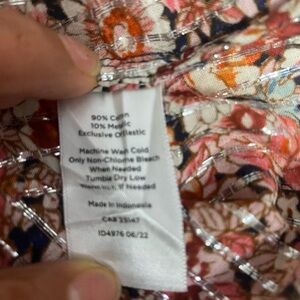 90% Cotton
10% Metallic
Exclusive Of Elastic
Machine Wash Cold
Only Non-Chlorine Bleach
When Needed
Tumble Dry Low
Warm Iron, If Needed
Made In Indonesia
CA# 25147
ID4976 06/22